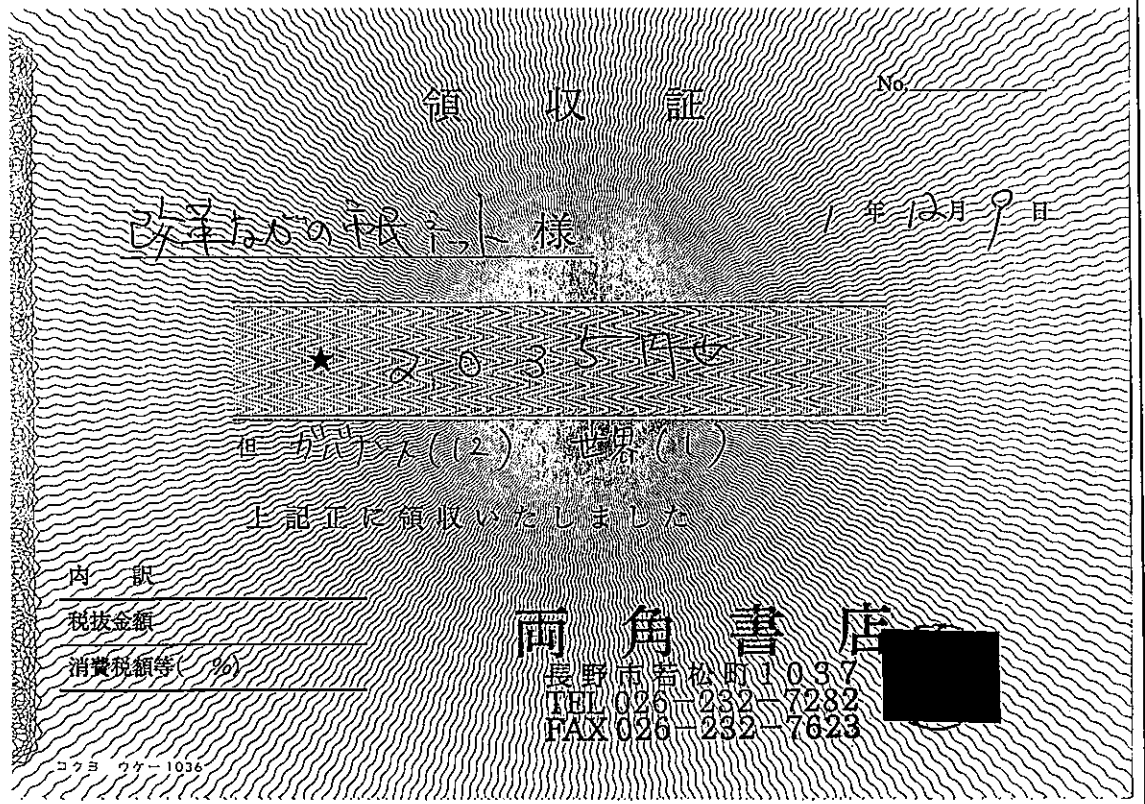 領収証
No.
改革ながの市民ネット 様
1年12月9日
★ 2035円也
但 ガバナンス(12) 世界(1)
上記正に領収いたしました
内訳
税抜金額
消費税額等( %)
両角書店
長野市若松町1037
TEL 026-232-7282
FAX 026-232-7623
コクヨ ウケ-1036